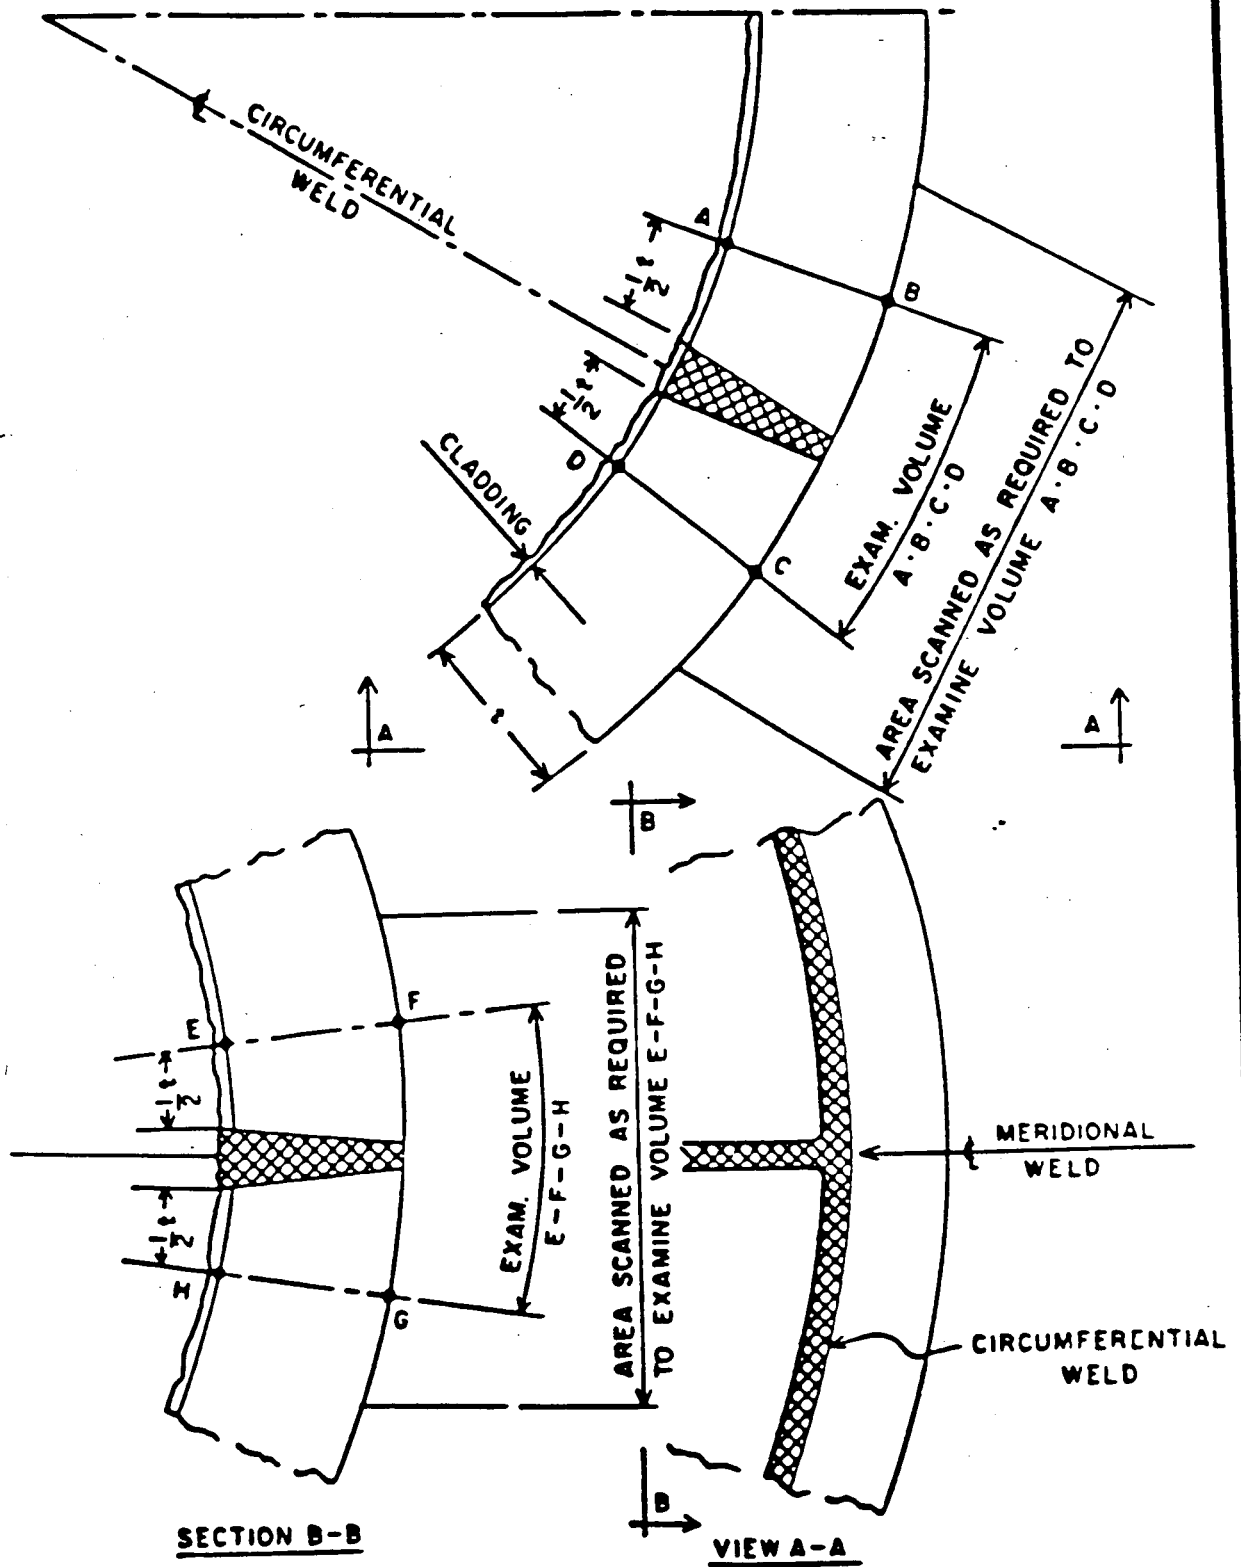 ℄ CIRCUMFERENTIAL
WELD
A
1/2 t
B
1/2 t
D
CLADDING
C
EXAM. VOLUME
A·B·C·D
AREA SCANNED AS REQUIRED TO
EXAMINE VOLUME A·B·C·D
t
A
A
B
E
F
1/2 t
1/2 t
H
G
EXAM. VOLUME
E-F-G-H
AREA SCANNED AS REQUIRED
TO EXAMINE VOLUME E-F-G-H
℄ MERIDIONAL
WELD
CIRCUMFERENTIAL
WELD
B
SECTION B-B
VIEW A-A